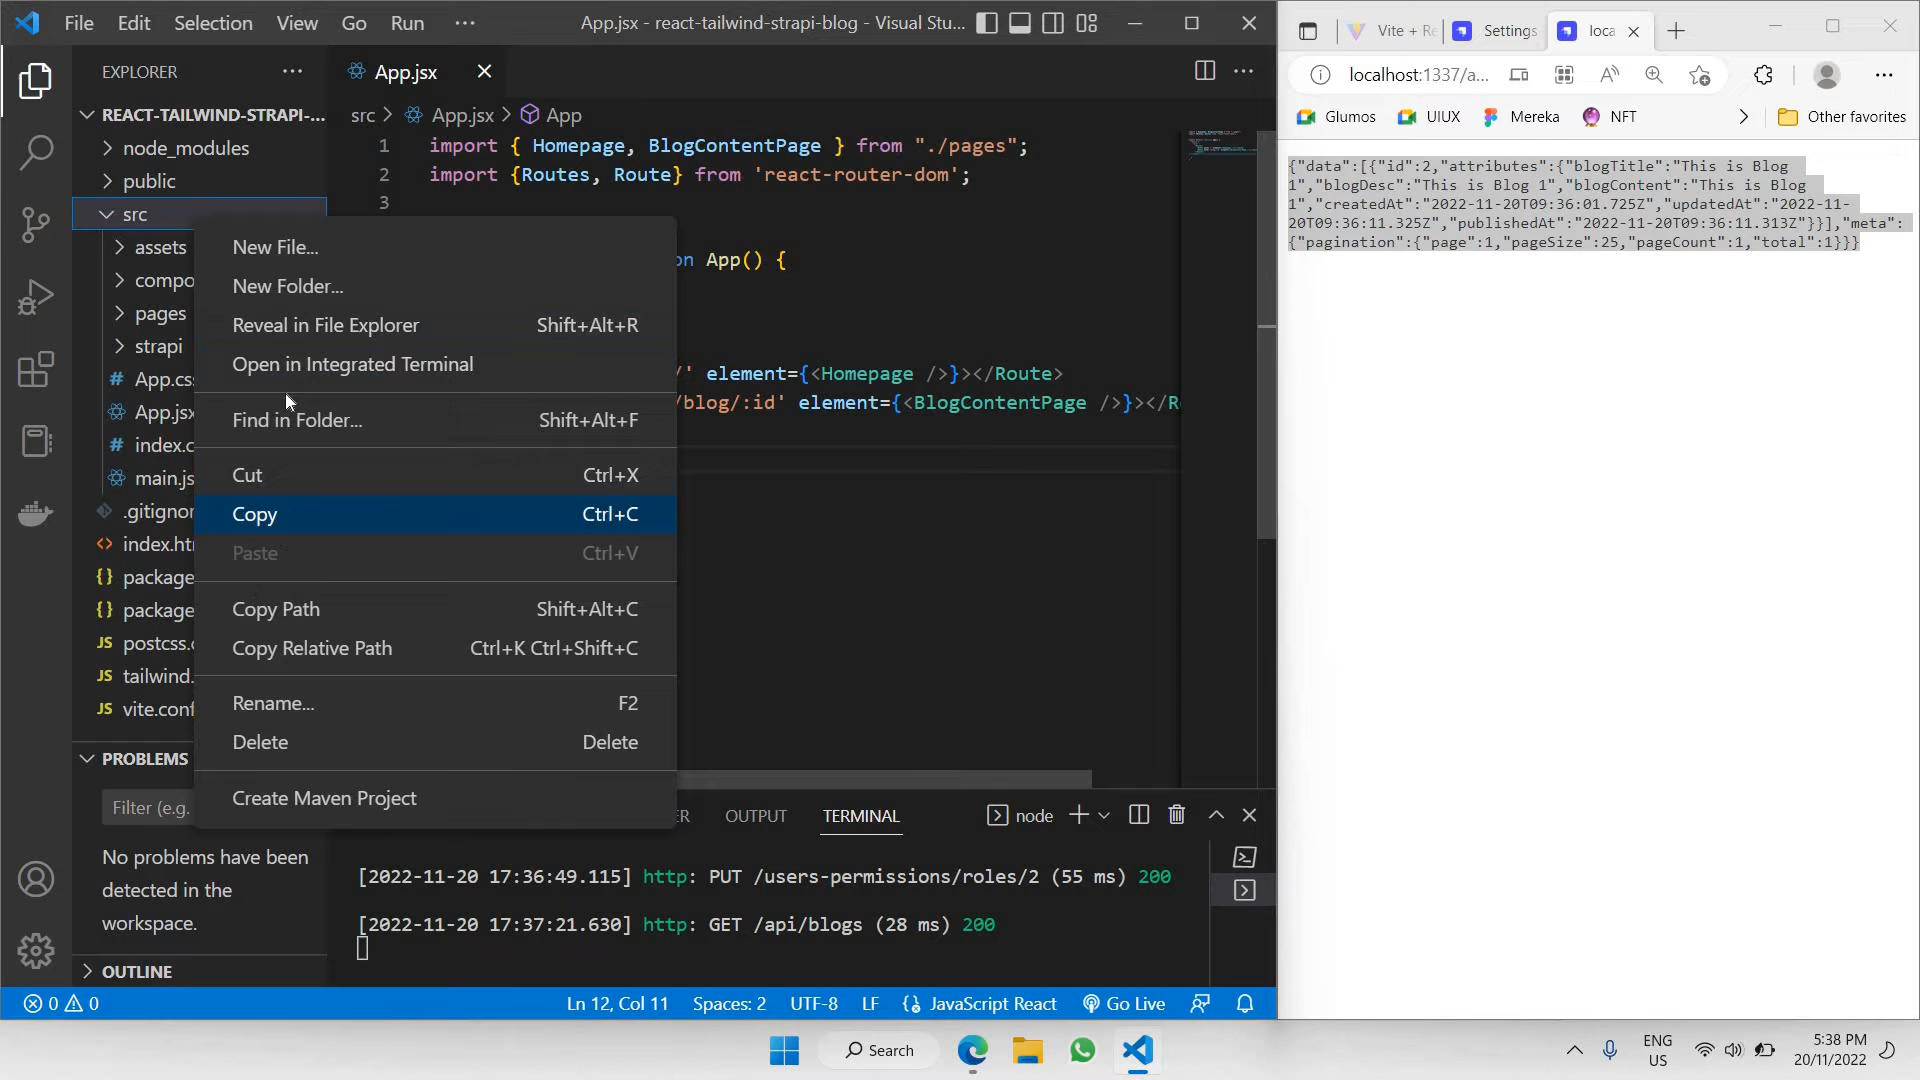 File Edit Selection View Go Run ··· App.jsx - react-tailwind-strapi-blog - Visual Stu...
EXPLORER
REACT-TAILWIND-STRAPI-...
node_modules
public
src
assets
compo
pages
strapi
App.cs
App.jsx
index.c
main.js
.gitignor
index.ht
package
package
postcss.c
tailwind.
vite.conf
PROBLEMS
Filter (e.g.
No problems have been
detected in the
workspace.
OUTLINE
New File...
New Folder...
Reveal in File Explorer Shift+Alt+R
Open in Integrated Terminal
Find in Folder... Shift+Alt+F
Cut Ctrl+X
Copy Ctrl+C
Paste Ctrl+V
Copy Path Shift+Alt+C
Copy Relative Path Ctrl+K Ctrl+Shift+C
Rename... F2
Delete Delete
Create Maven Project
App.jsx
src > App.jsx > App
1 import { Homepage, BlogContentPage } from "./pages";
2 import {Routes, Route} from 'react-router-dom';
3
on App() {
/' element={<Homepage />}></Route>
/blog/:id' element={<BlogContentPage />}></R
ER OUTPUT TERMINAL node
[2022-11-20 17:36:49.115] http: PUT /users-permissions/roles/2 (55 ms) 200
[2022-11-20 17:37:21.630] http: GET /api/blogs (28 ms) 200
0 0 Ln 12, Col 11 Spaces: 2 UTF-8 LF JavaScript React Go Live
Vite + Re Settings loca
localhost:1337/a...
Glumos UIUX Mereka NFT Other favorites
{"data":[{"id":2,"attributes":{"blogTitle":"This is Blog
1","blogDesc":"This is Blog 1","blogContent":"This is Blog
1","createdAt":"2022-11-20T09:36:01.725Z","updatedAt":"2022-11-
20T09:36:11.325Z","publishedAt":"2022-11-20T09:36:11.313Z"}}],"meta":
{"pagination":{"page":1,"pageSize":25,"pageCount":1,"total":1}}}
Search
ENG
US
5:38 PM
20/11/2022